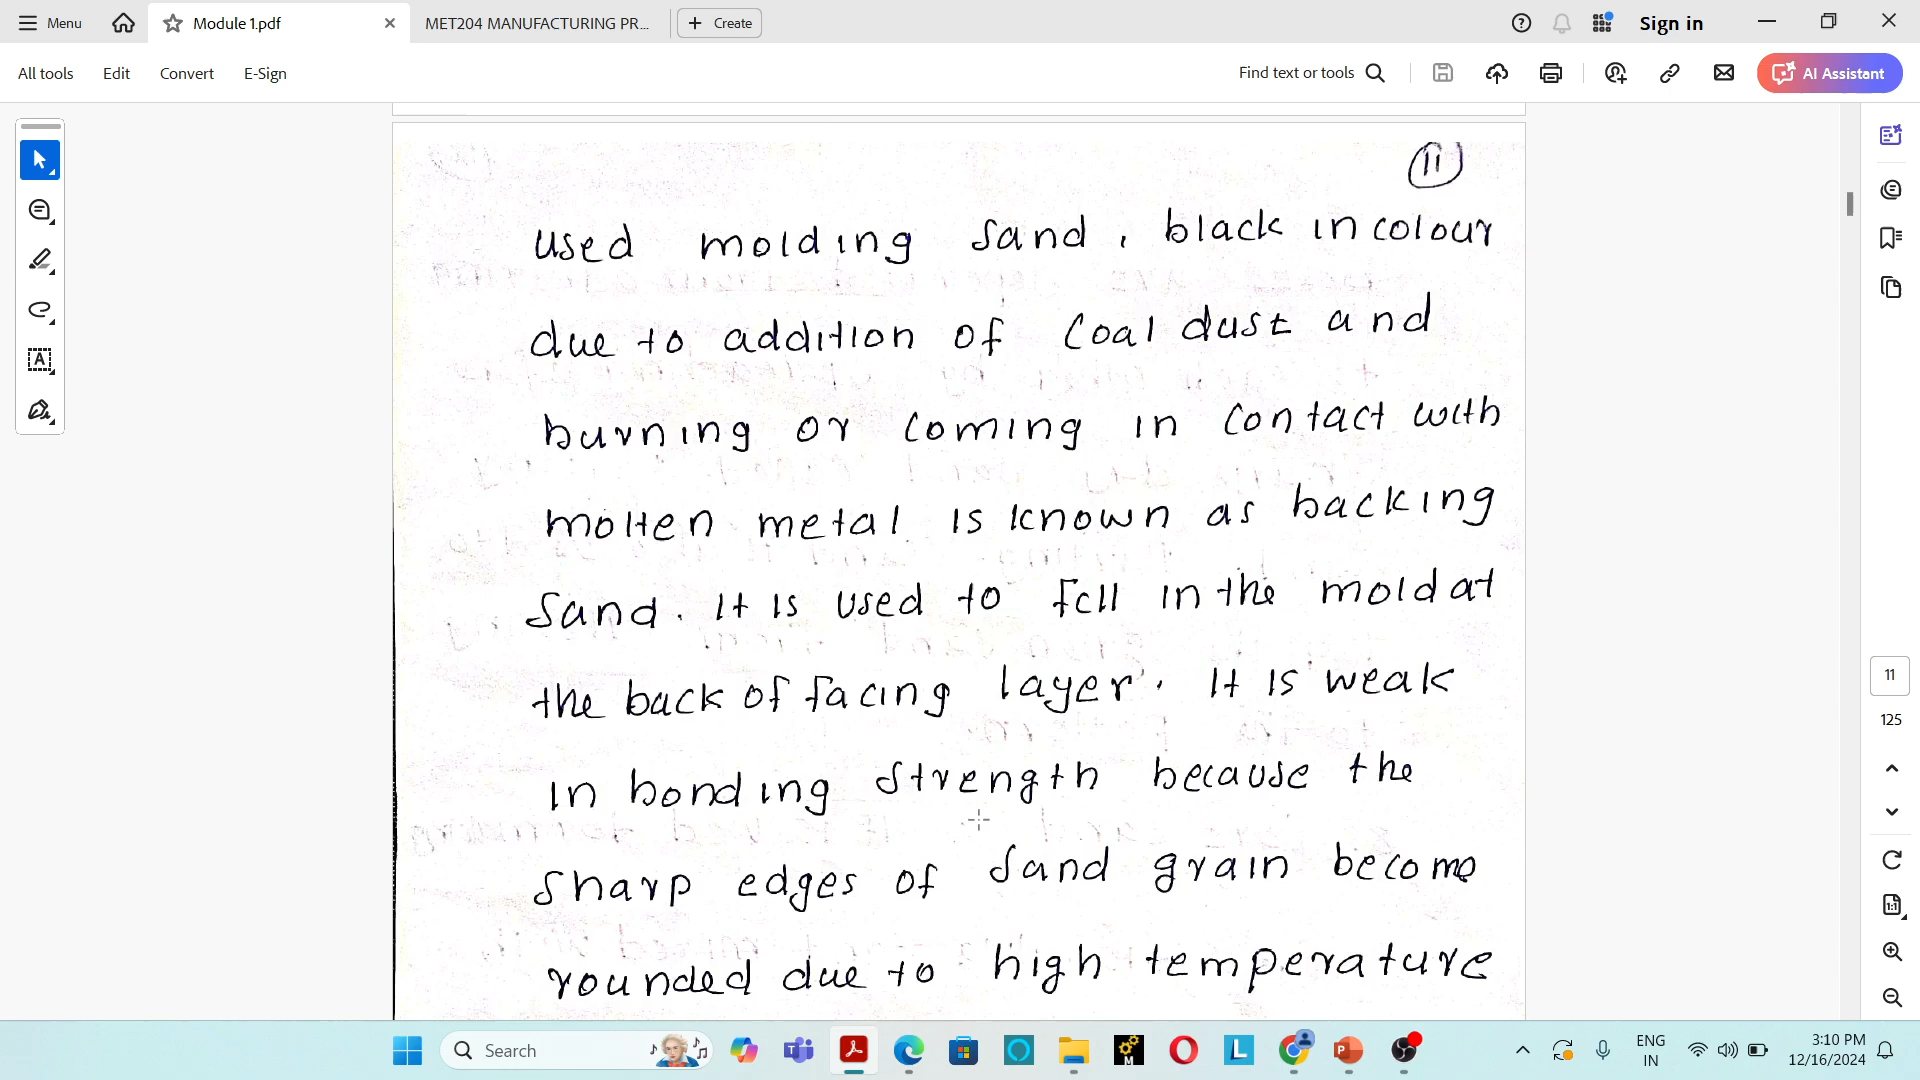 Menu
Module 1.pdf
MET204 MANUFACTURING PR...
Create
Sign in
All tools
Edit
Convert
E-Sign
Find text or tools
AI Assistant
11
used molding sand, black in colour
due to addition of coal dust and
burning or coming in contact with
molten metal is known as backing
sand. It is used to fill in the mold at
the back of facing layer. It is weak
in bonding strength because the
sharp edges of sand grain become
rounded due to high temperature
11
125
Search
ENG
IN
3:10 PM
12/16/2024